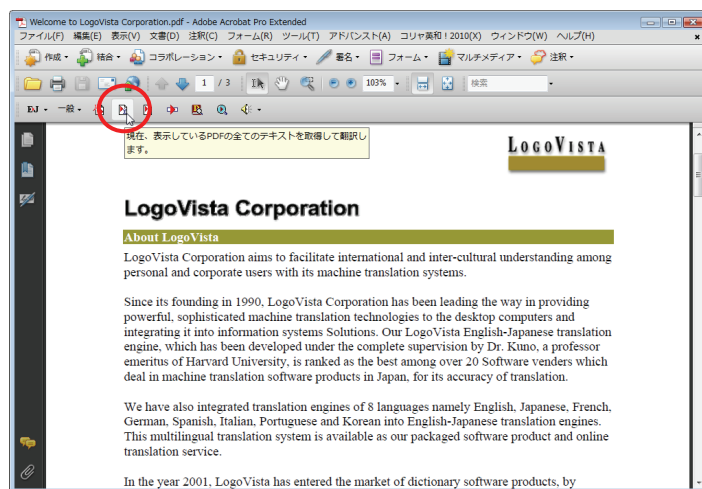 Welcome to LogoVista Corporation.pdf - Adobe Acrobat Pro Extended
ファイル(F) 編集(E) 表示(V) 文書(D) 注釈(C) フォーム(R) ツール(T) アドバンスト(A) コリャ英和！2010(X) ウィンドウ(W) ヘルプ(H)
作成 結合 コラボレーション セキュリティ 署名 フォーム マルチメディア 注釈
1 / 3 103% 検索
EJ 一般
現在、表示しているPDFの全てのテキストを取得して翻訳し
ます。
LOGOVISTA
LogoVista Corporation
About LogoVista
LogoVista Corporation aims to facilitate international and inter-cultural understanding among
personal and corporate users with its machine translation systems.
Since its founding in 1990, LogoVista Corporation has been leading the way in providing
powerful, sophisticated machine translation technologies to the desktop computers and
integrating it into information systems Solutions. Our LogoVista English-Japanese translation
engine, which has been developed under the complete supervision by Dr. Kuno, a professor
emeritus of Harvard University, is ranked as the best among over 20 Software venders which
deal in machine translation software products in Japan, for its accuracy of translation.
We have also integrated translation engines of 8 languages namely English, Japanese, French,
German, Spanish, Italian, Portuguese and Korean into English-Japanese translation engines.
This multilingual translation system is available as our packaged software product and online
translation service.
In the year 2001, LogoVista has entered the market of dictionary software products, by